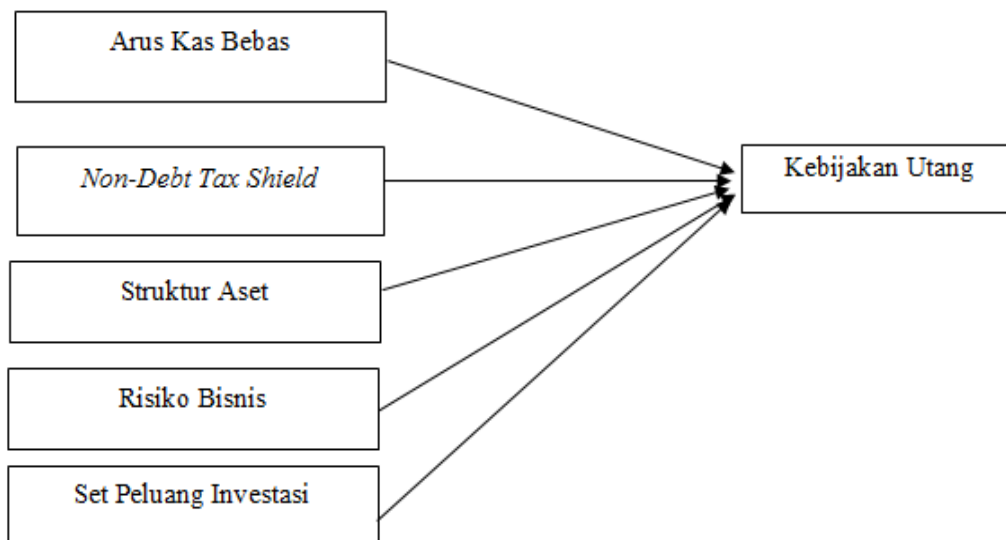 Arus Kas Bebas
Non-Debt Tax Shield
Kebijakan Utang
Struktur Aset
Risiko Bisnis
Set Peluang Investasi